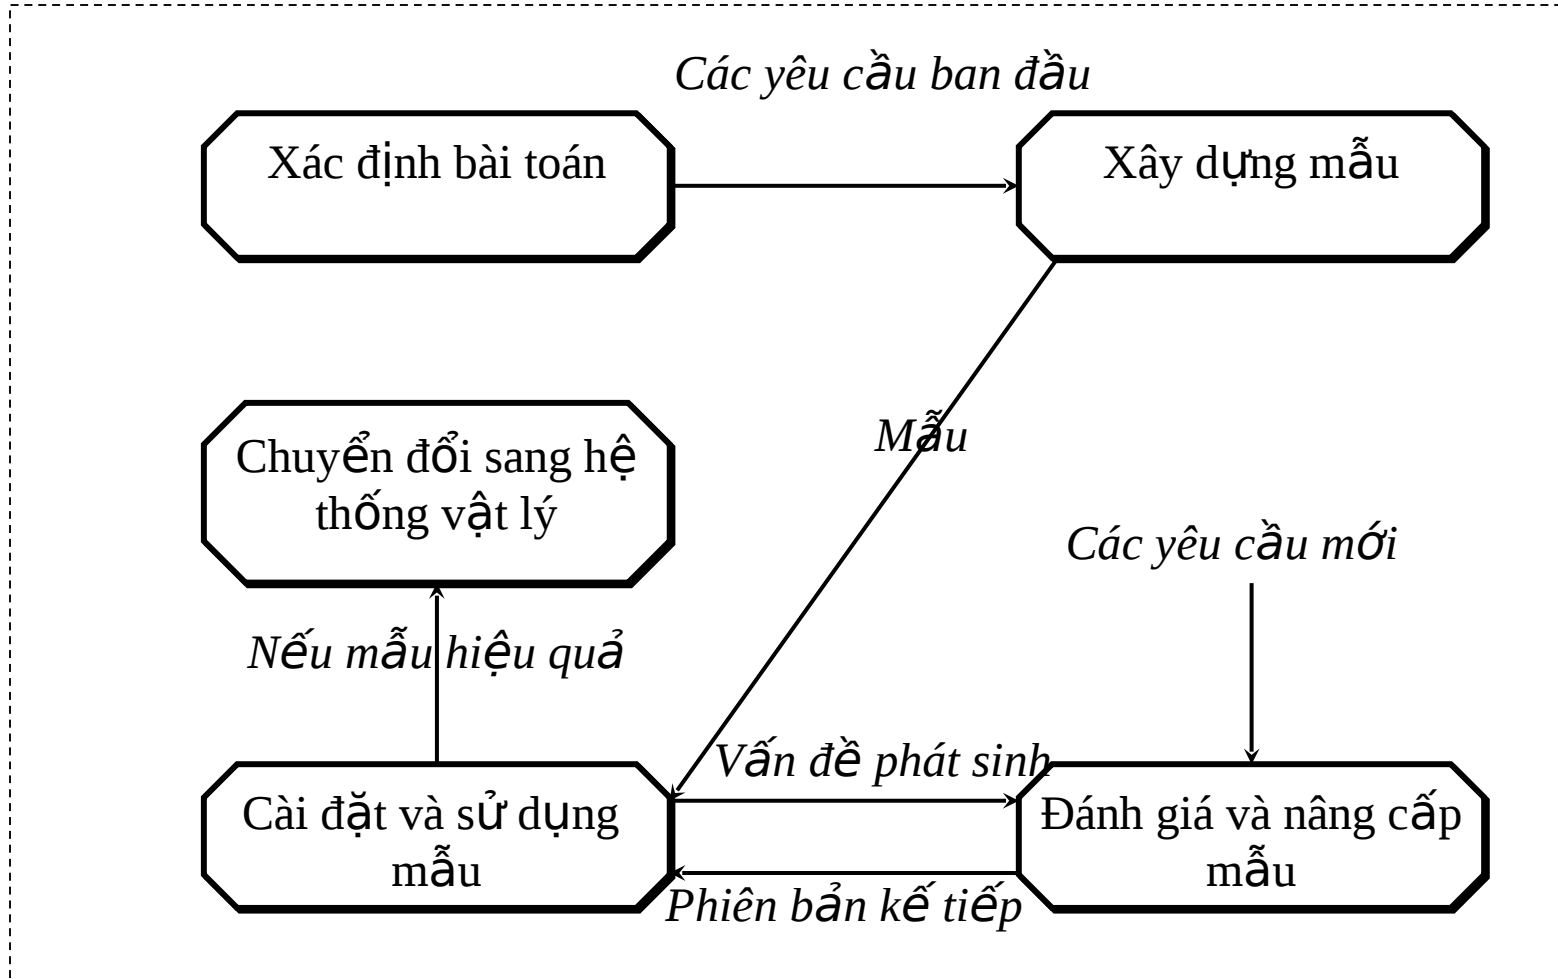 Các yêu cầu ban đầu
Xác định bài toán
Xây dựng mẫu
Mẫu
Chuyển đổi sang hệ
thống vật lý
Các yêu cầu mới
Nếu mẫu hiệu quả
Vấn đề phát sinh
Cài đặt và sử dụng
mẫu
Đánh giá và nâng cấp
mẫu
Phiên bản kế tiếp